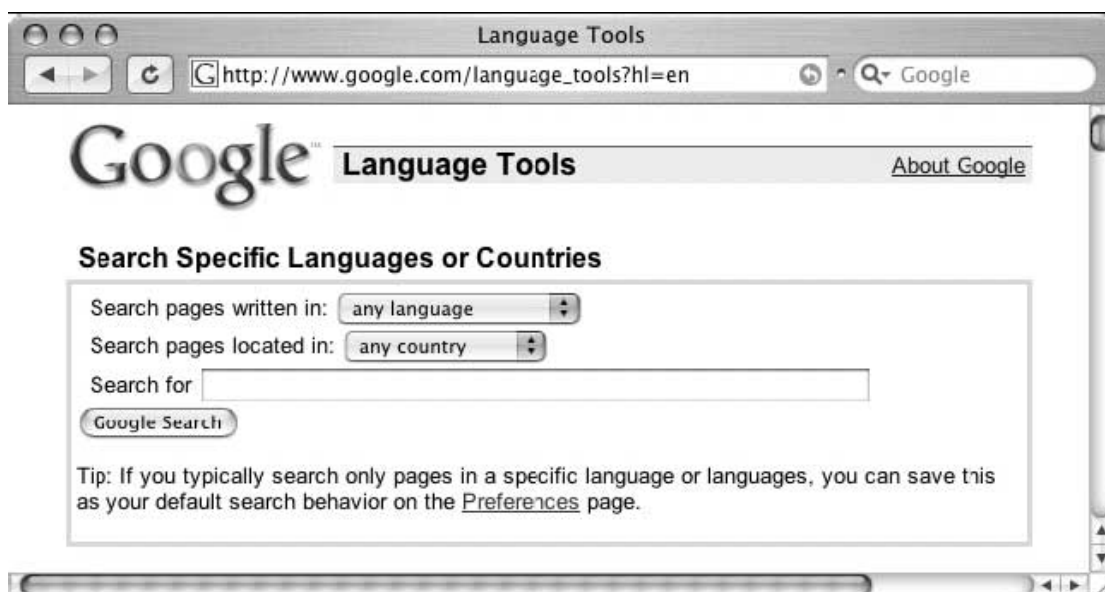 Language Tools
G http://www.google.com/language_tools?hl=en Google
Google™ Language Tools About Google
Search Specific Languages or Countries
Search pages written in: any language
Search pages located in: any country
Search for
Google Search
Tip: If you typically search only pages in a specific language or languages, you can save this
as your default search behavior on the Preferences page.